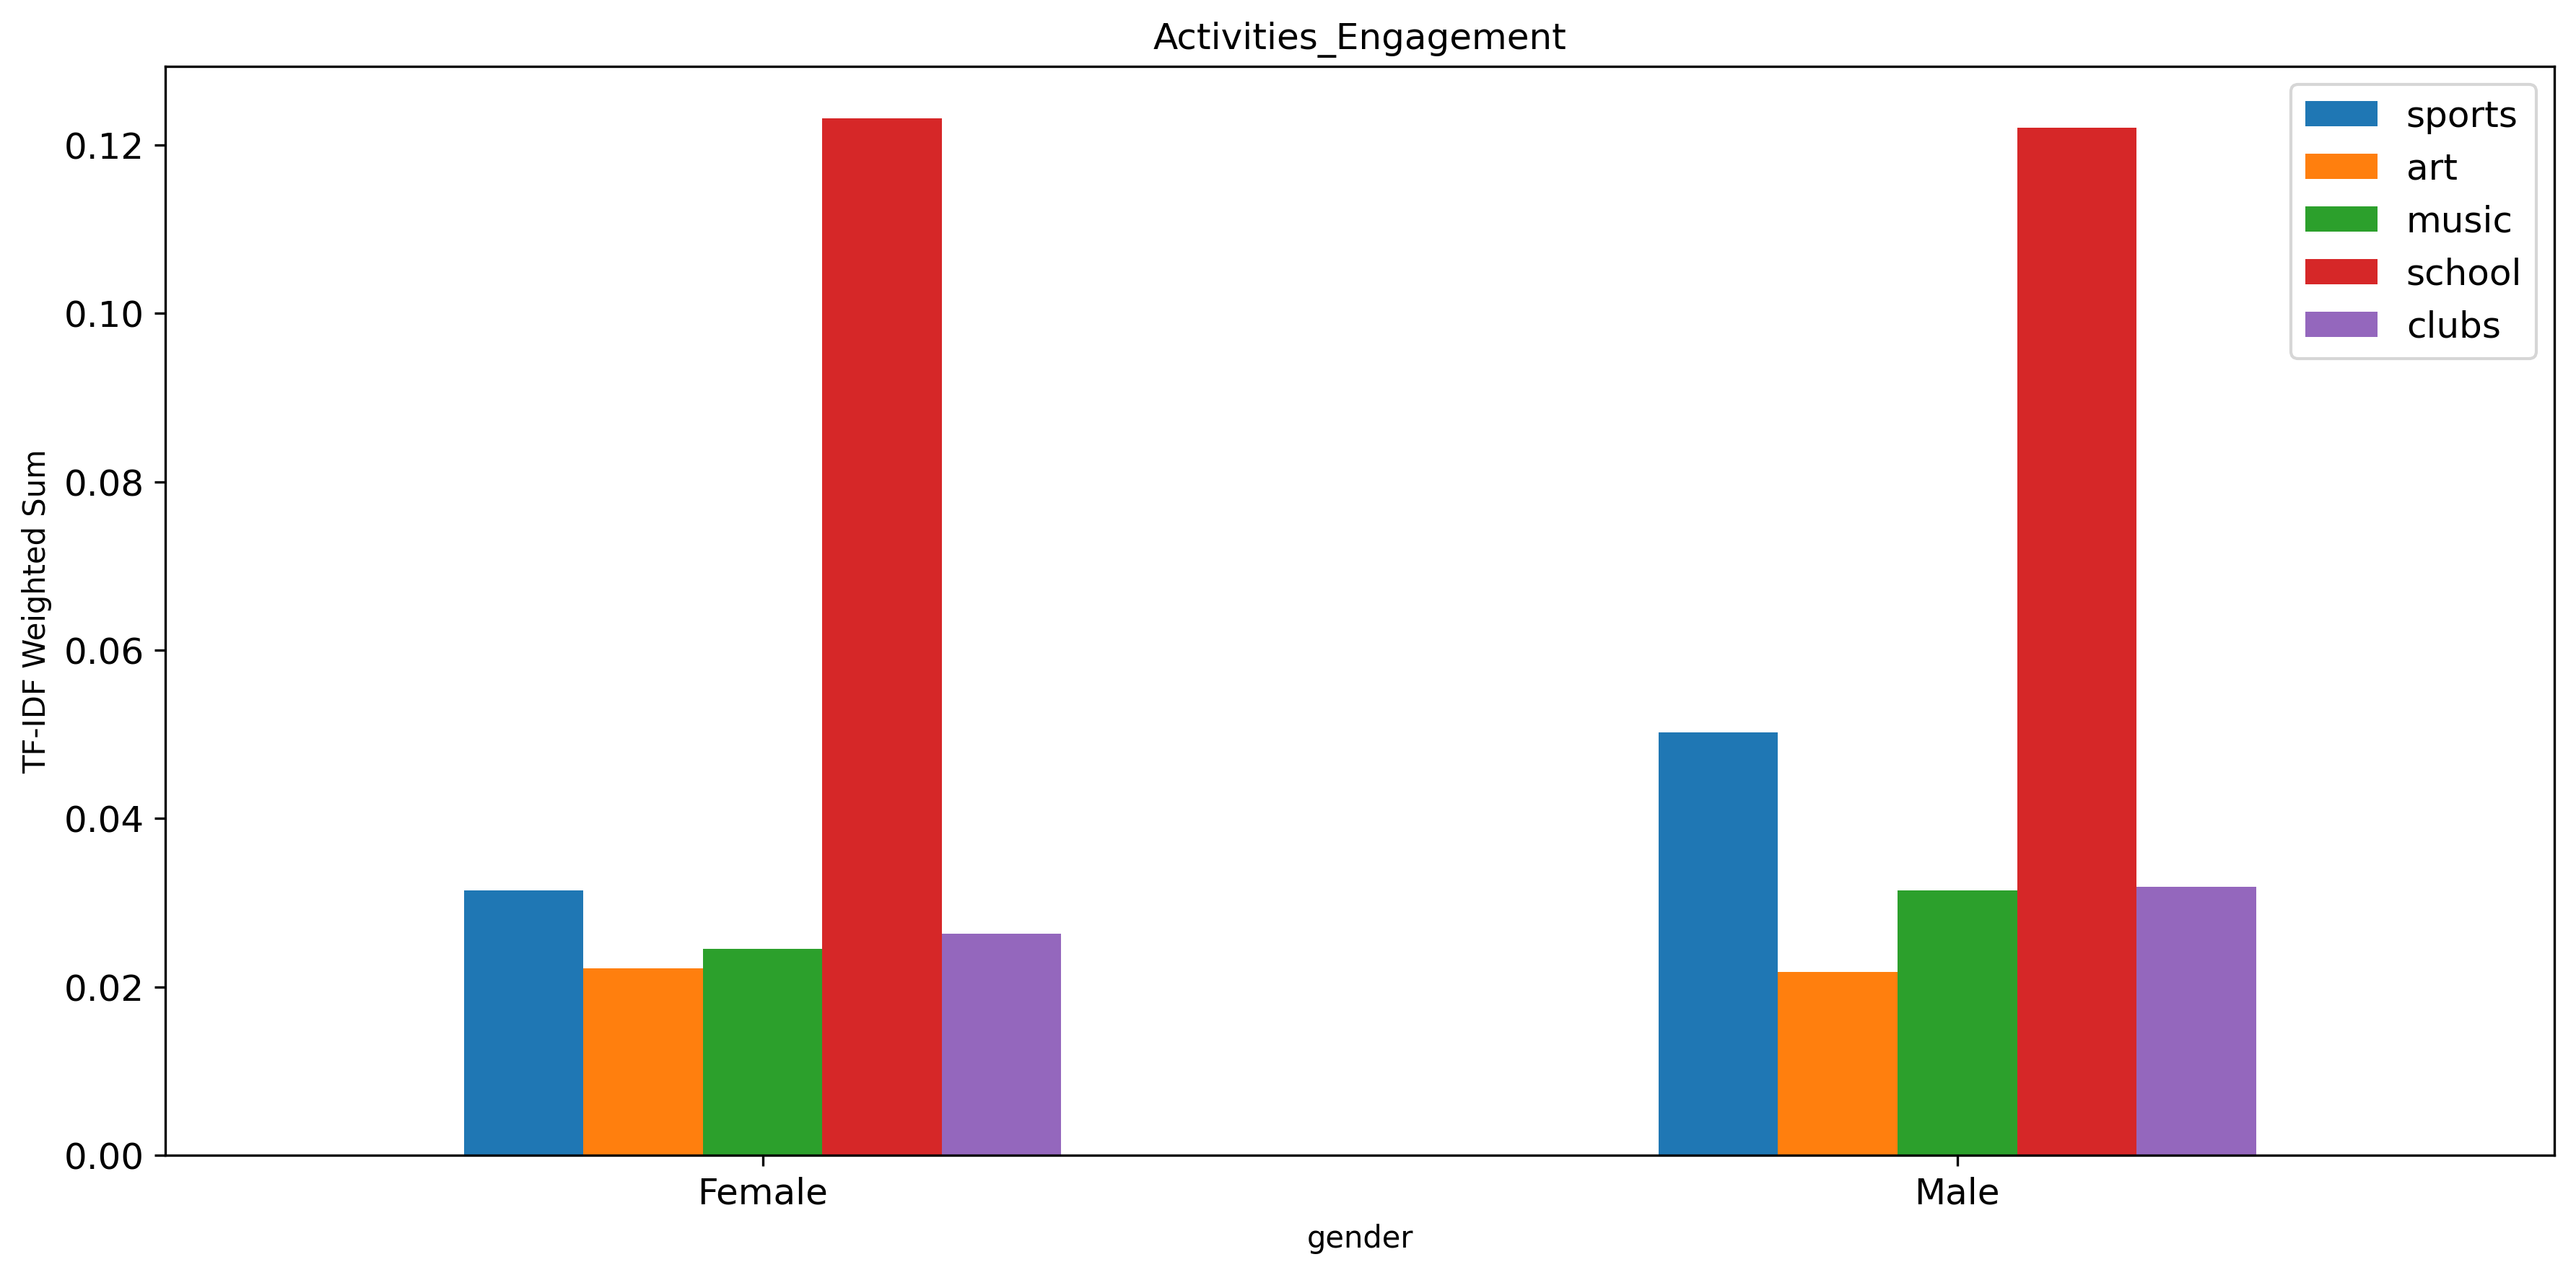 Activities_Engagement
sports
art
music
school
clubs
0.12
0.10
0.08
0.06
0.04
0.02
0.00
TF-IDF Weighted Sum
Female
Male
gender